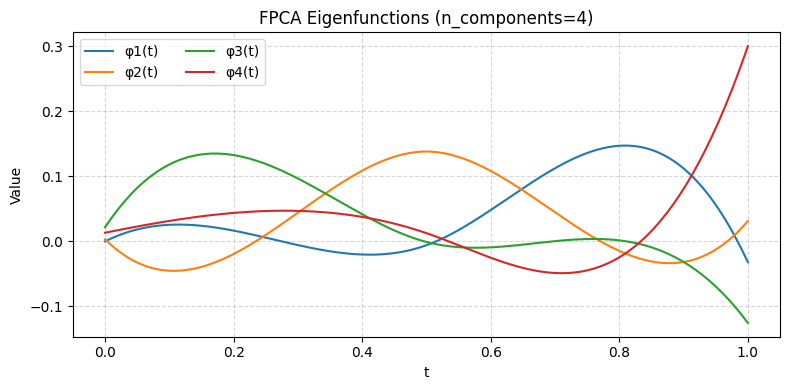 FPCA Eigenfunctions (n_components=4)
φ1(t) φ3(t)
φ2(t) φ4(t)
Value
0.3
0.2
0.1
0.0
−0.1
0.0 0.2 0.4 0.6 0.8 1.0
t